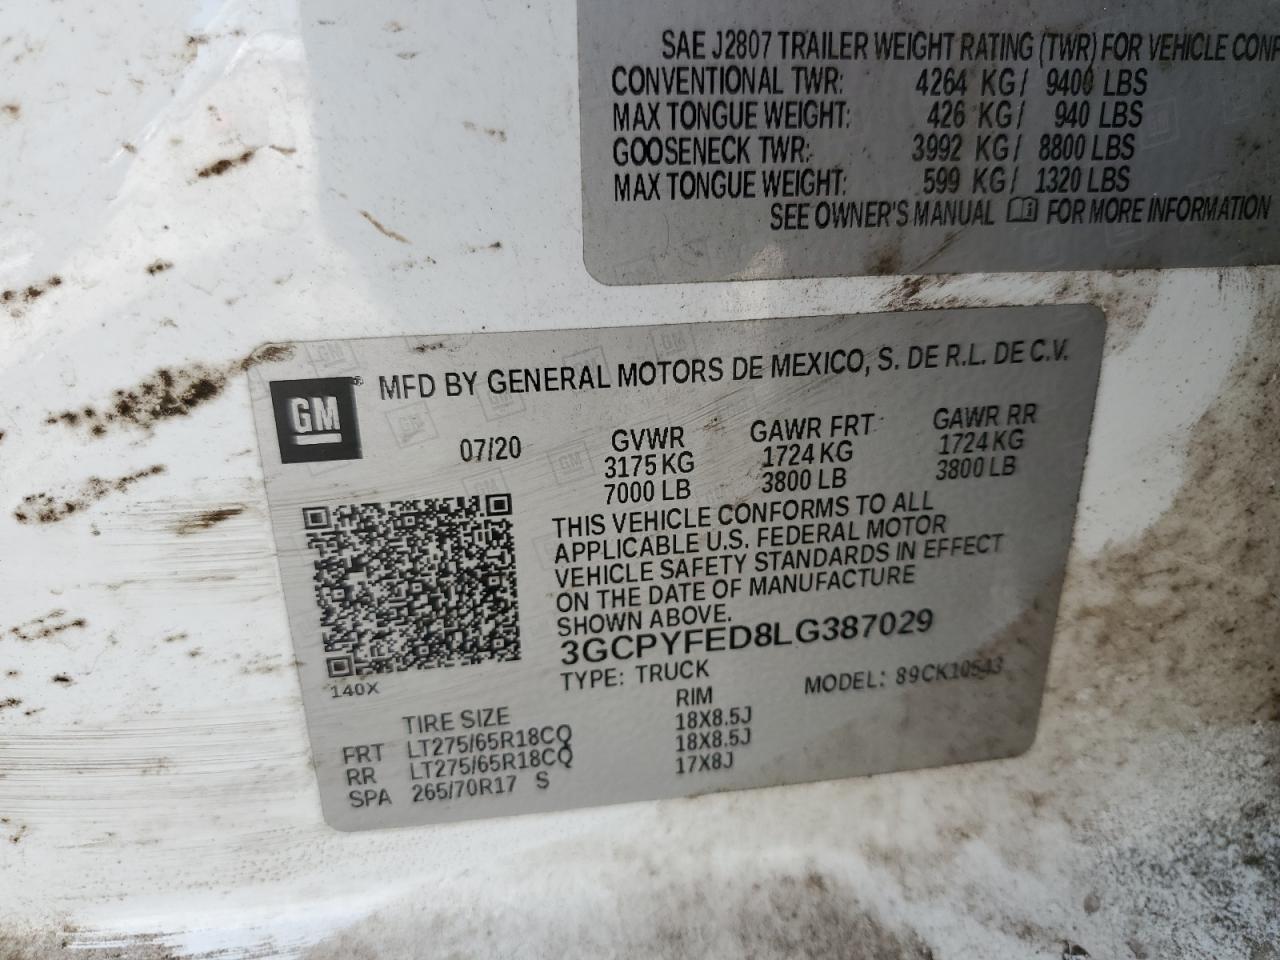 SAE J2807 TRAILER WEIGHT RATING (TWR) FOR VEHICLE CONF
CONVENTIONAL TWR: 4264 KG/ 9400 LBS
MAX TONGUE WEIGHT: 426 KG/ 940 LBS
GOOSENECK TWR: 3992 KG/ 8800 LBS
MAX TONGUE WEIGHT: 599 KG/ 1320 LBS
SEE OWNER'S MANUAL FOR MORE INFORMATION
GM MFD BY GENERAL MOTORS DE MEXICO, S. DE R.L. DE C.V.
07/20 GVWR GAWR FRT GAWR RR
3175 KG 1724 KG 1724 KG
7000 LB 3800 LB 3800 LB
THIS VEHICLE CONFORMS TO ALL
APPLICABLE U.S. FEDERAL MOTOR
VEHICLE SAFETY STANDARDS IN EFFECT
ON THE DATE OF MANUFACTURE
SHOWN ABOVE.
3GCPYFED8LG387029
140X
TYPE: TRUCK MODEL: 89CK10543
TIRE SIZE RIM
FRT LT275/65R18CQ 18X8.5J
RR LT275/65R18CQ 18X8.5J
SPA 265/70R17 S 17X8J